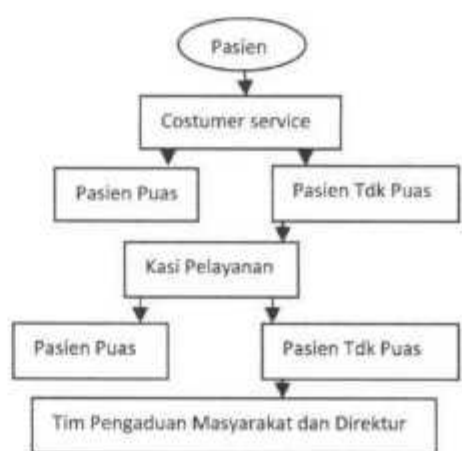 Pasien
Costumer service
Pasien Puas
Pasien Tdk Puas
Kasi Pelayanan
Pasien Puas
Pasien Tdk Puas
Tim Pengaduan Masyarakat dan Direktur